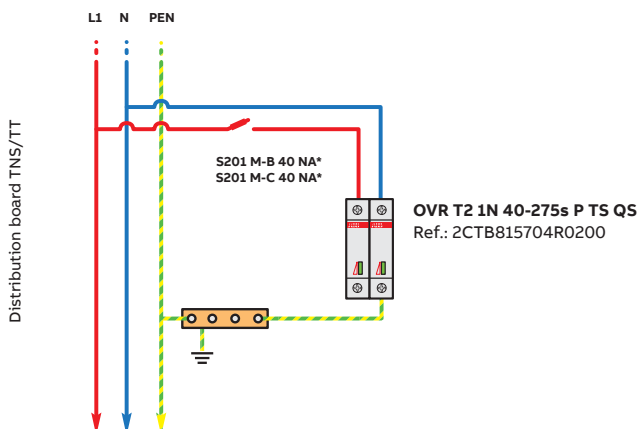 L1 N PEN
Distribution board TNS/TT
S201 M-B 40 NA*
S201 M-C 40 NA*
OVR T2 1N 40-275s P TS QS
Ref.: 2CTB815704R0200